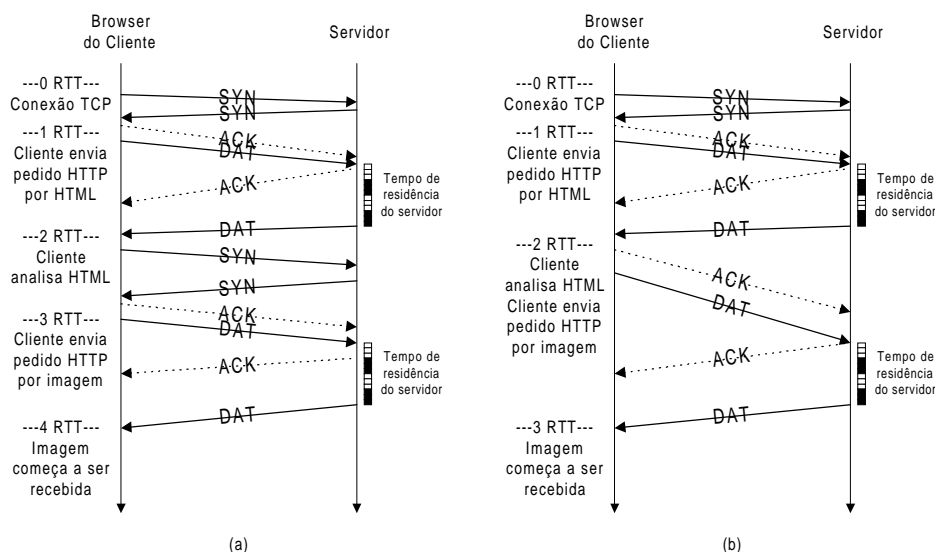 Browser
do Cliente
Servidor
---0 RTT---
Conexão TCP
SYN
SYN
---1 RTT---
Cliente envia
pedido HTTP
por HTML
ACK
DAT
ACK
Tempo de
residência
do servidor
DAT
---2 RTT---
Cliente
analisa HTML
SYN
SYN
---3 RTT---
Cliente envia
pedido HTTP
por imagem
ACK
DAT
ACK
Tempo de
residência
do servidor
---4 RTT---
Imagem
começa a ser
recebida
DAT
(a)
Browser
do Cliente
Servidor
---0 RTT---
Conexão TCP
SYN
SYN
---1 RTT---
Cliente envia
pedido HTTP
por HTML
ACK
DAT
ACK
Tempo de
residência
do servidor
DAT
---2 RTT---
Cliente
analisa HTML
Cliente envia
pedido HTTP
por imagem
ACK
DAT
ACK
Tempo de
residência
do servidor
---3 RTT---
Imagem
começa a ser
recebida
DAT
(b)